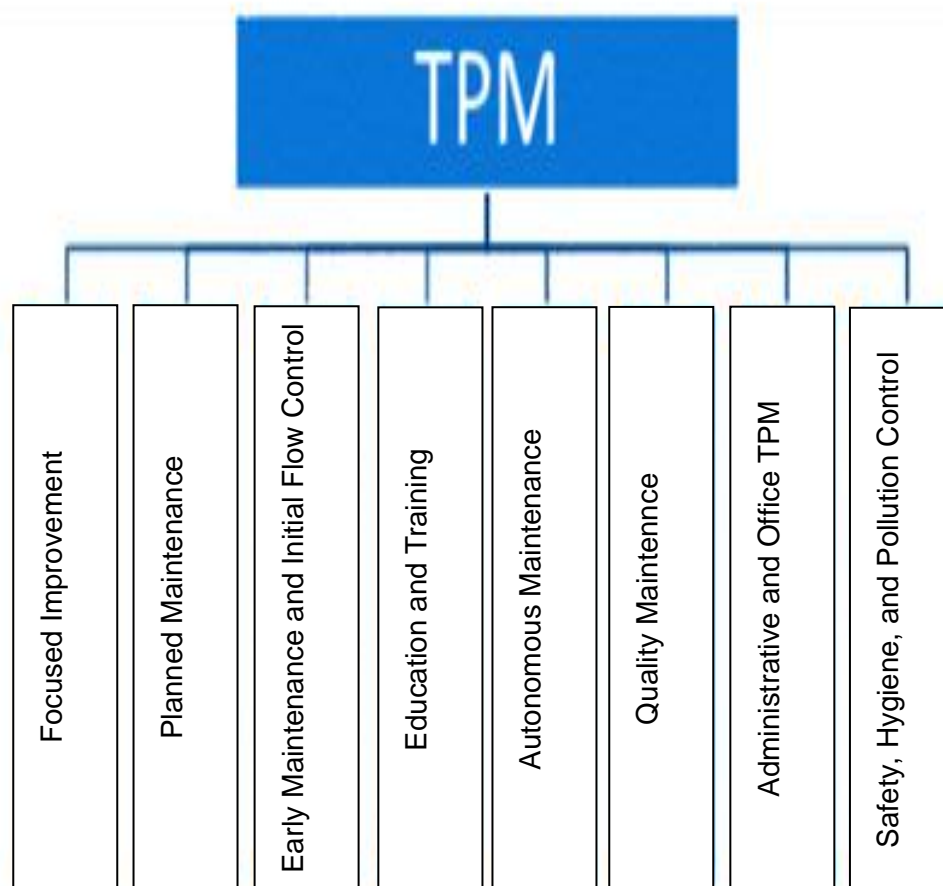 TPM
Focused Improvement
Planned Maintenance
Early Maintenance and Initial Flow Control
Education and Training
Autonomous Maintenance
Quality Maintennce
Administrative and Office TPM
Safety, Hygiene, and Pollution Control